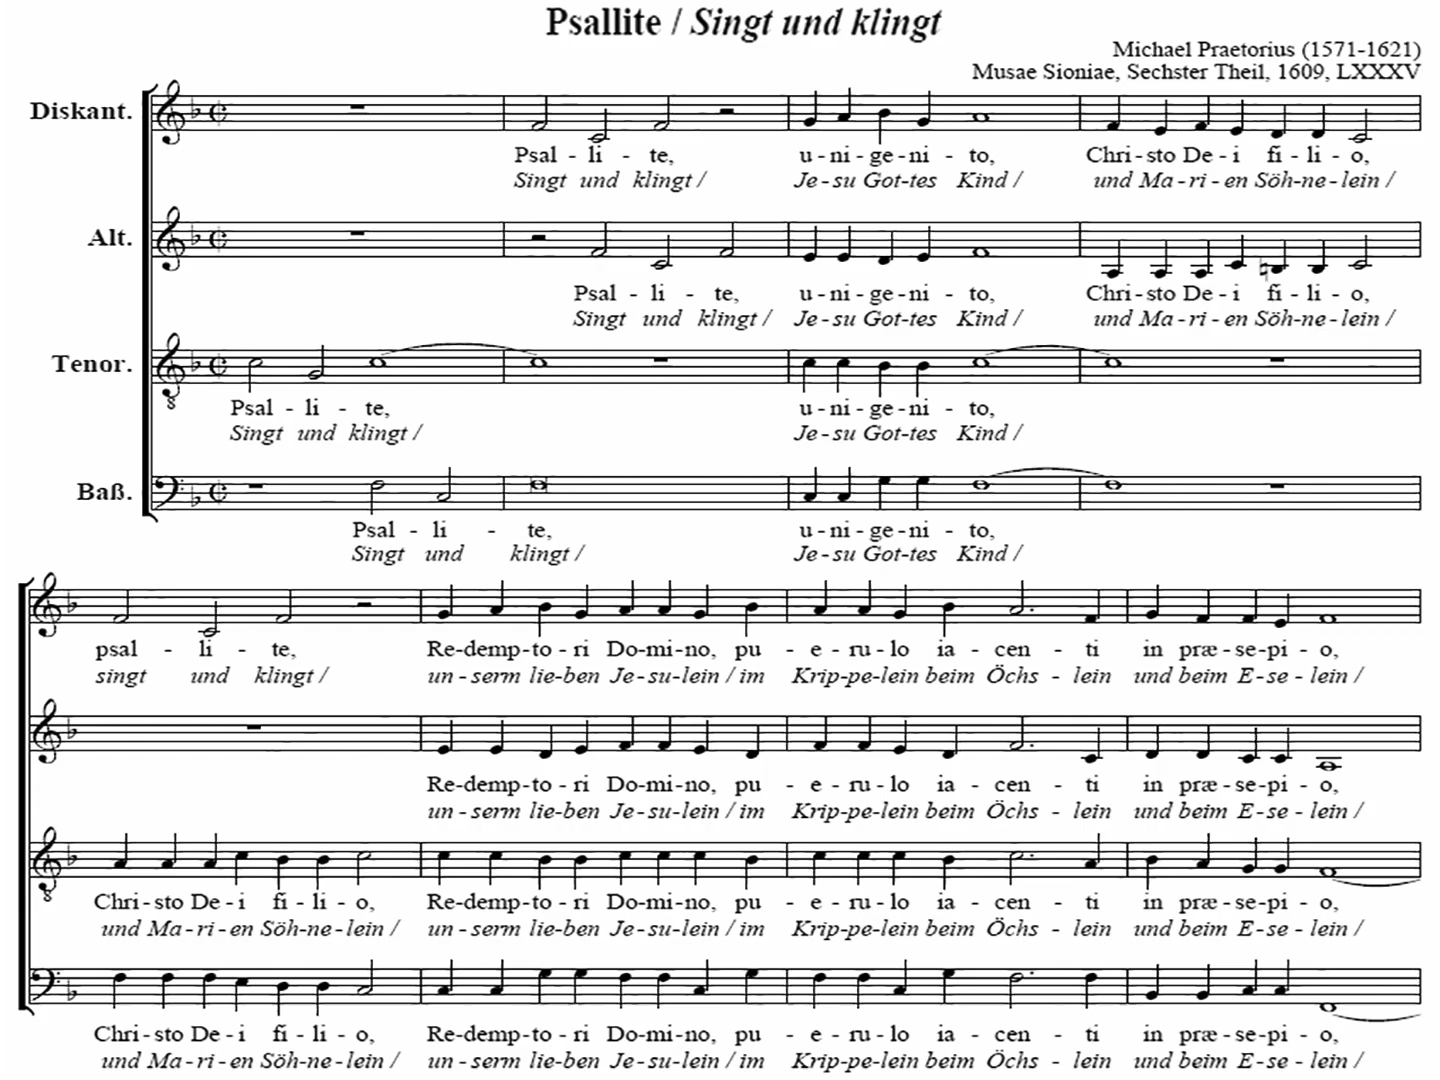 Psallite / Singt und klingt
Michael Praetorius (1571-1621)
Musae Sioniae, Sechster Theil, 1609, LXXXV
Diskant.
Psal - li - te, u - ni - ge - ni - to, Chri - sto De - i fi - li - o,
Singt und klingt / Je - su Got - tes Kind / und Ma - ri - en Söh - ne - lein /
Alt.
Psal - li - te, u - ni - ge - ni - to, Chri - sto De - i fi - li - o,
Singt und klingt / Je - su Got - tes Kind / und Ma - ri - en Söh - ne - lein /
Tenor.
8
Psal - li - te, u - ni - ge - ni - to,
Singt und klingt / Je - su Got - tes Kind /
Baß.
Psal - li - te, u - ni - ge - ni - to,
Singt und klingt / Je - su Got - tes Kind /
psal - li - te, Re - demp - to - ri Do - mi - no, pu - e - ru - lo ia - cen - ti in præ - se - pi - o,
singt und klingt / un - serm lie - ben Je - su - lein / im Krip - pe - lein beim Öchs - lein und beim E - se - lein /
Re - demp - to - ri Do - mi - no, pu - e - ru - lo ia - cen - ti in præ - se - pi - o,
un - serm lie - ben Je - su - lein / im Krip - pe - lein beim Öchs - lein und beim E - se - lein /
8
Chri - sto De - i fi - li - o, Re - demp - to - ri Do - mi - no, pu - e - ru - lo ia - cen - ti in præ - se - pi - o,
und Ma - ri - en Söh - ne - lein / un - serm lie - ben Je - su - lein / im Krip - pe - lein beim Öchs - lein und beim E - se - lein /
Chri - sto De - i fi - li - o, Re - demp - to - ri Do - mi - no, pu - e - ru - lo ia - cen - ti in præ - se - pi - o,
und Ma - ri - en Söh - ne - lein / un - serm lie - ben Je - su - lein / im Krip - pe - lein beim Öchs - lein und beim E - se - lein /